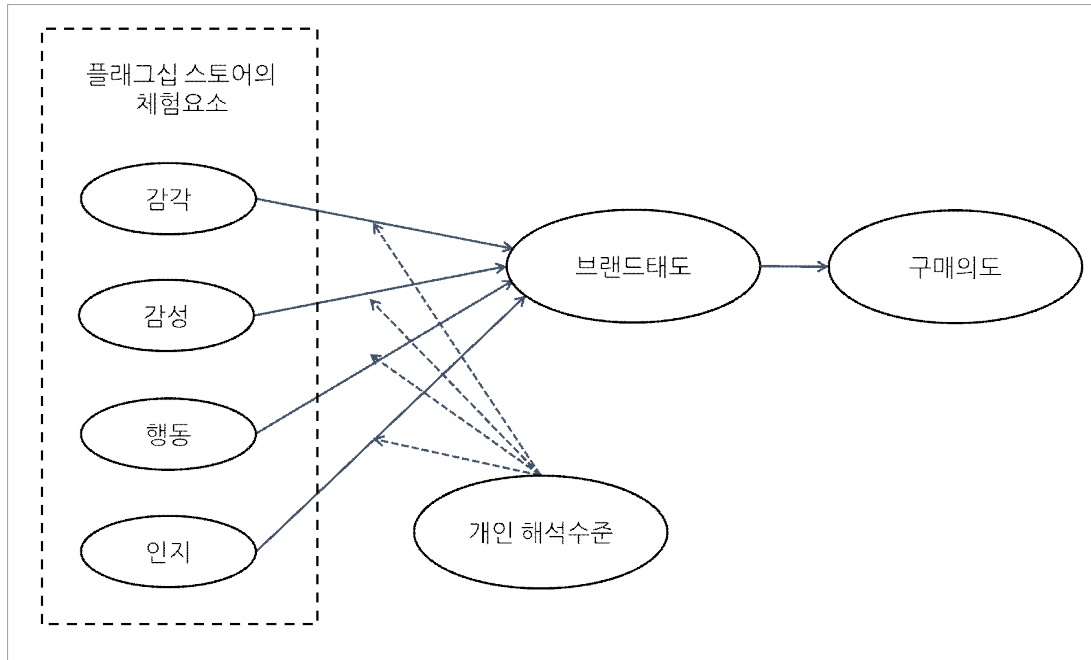 플래그십 스토어의
체험요소
감각
감성
행동
인지
브랜드태도
구매의도
개인 해석수준